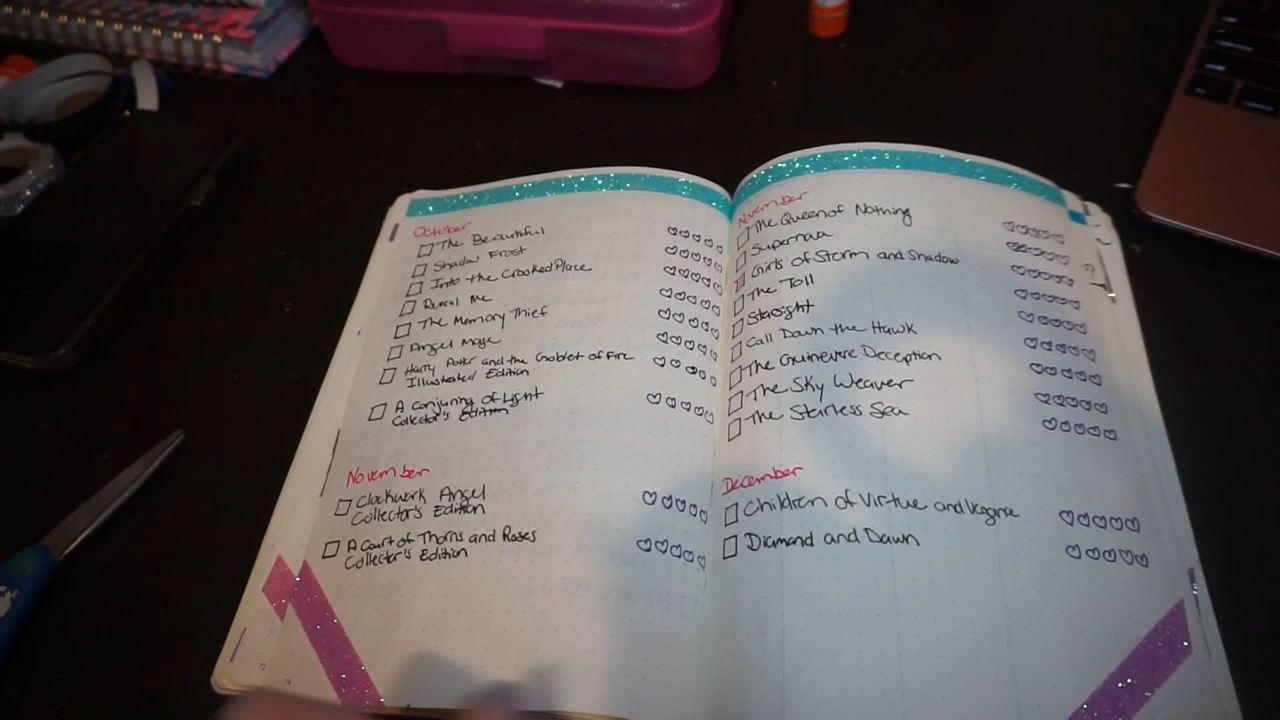 October
The Beautiful
Shadow Frost
Into the Crooked Place
Reveal Me
The Memory Thief
Angel Mage
Harry Potter and the Goblet of Fire
Illustrated Edition
A Conjuring of Light
Collector's Edition
November
Clockwork Angel
Collector's Edition
A Court of Thorns and Roses
Collector's Edition
November
The Queen of Nothing
Supernova
Girls of Storm and Shadow
The Toll
Starsight
Call Down the Hawk
The Guinevere Deception
The Sky Weaver
The Starless Sea
December
Children of Virtue and Vengence
Diamond and Dawn